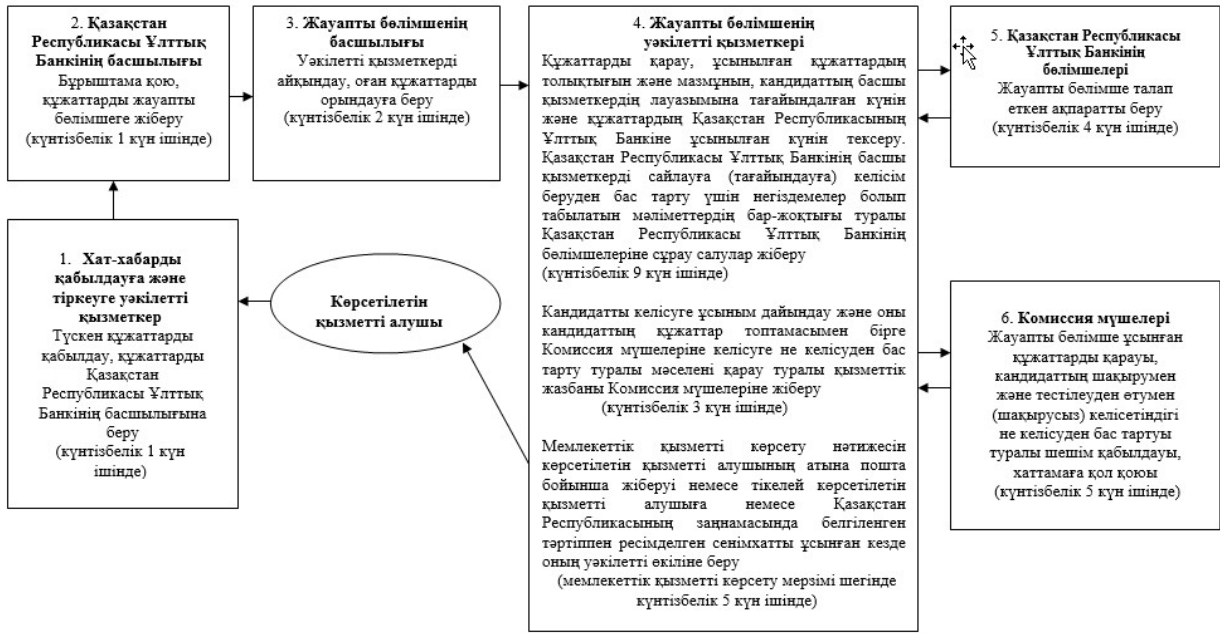 2. Қазақстан
Республикасы Ұлттық
Банкінің басшылығы
Бұрыштама қою,
құжаттарды жауапты
бөлімшеге жіберу
(күнтізбелік 1 күн ішінде)
3. Жауапты бөлімшенің
басшылығы
Уәкілетті қызметкерді
айқындау, оған құжаттарды
орындауға беру
(күнтізбелік 2 күн ішінде)
4. Жауапты бөлімшенің
уәкілетті қызметкері
Құжаттарды қарау, ұсынылған құжаттардың
толықтығын және мазмұнын, кандидаттың басшы
қызметкердің лауазымына тағайындалған күнін
және құжаттардың Қазақстан Республикасының
Ұлттық Банкіне ұсынылған күнін тексеру.
Қазақстан Республикасы Ұлттық Банкінің басшы
қызметкерді сайлауға (тағайындауға) келісім
беруден бас тарту үшін негіздемелер болып
табылатын мәліметтердің бар-жоқтығы туралы
Қазақстан Республикасы Ұлттық Банкінің
бөлімшелеріне сұрау салулар жіберу
(күнтізбелік 9 күн ішінде)
Кандидатты келісуге ұсыным дайындау және оны
кандидаттың құжаттар топтамасымен бірге
Комиссия мүшелеріне келісуге не келісуден бас
тарту туралы мәселені қарау туралы қызметтік
жазбаны Комиссия мүшелеріне жіберу
(күнтізбелік 3 күн ішінде)
Мемлекеттік қызметті көрсету нәтижесін
көрсетілетін қызметті алушының атына пошта
бойынша жіберуі немесе тікелей көрсетілетін
қызметті алушыға немесе Қазақстан
Республикасының заңнамасында белгіленген
тәртіппен ресімделген сенімхатты ұсынған кезде
оның уәкілетті өкіліне беру
(мемлекеттік қызметті көрсету мерзімі шегінде
күнтізбелік 5 күн ішінде)
5. Қазақстан Республикасы
Ұлттық Банкінің
бөлімшелері
Жауапты бөлімше талап
еткен ақпаратты беру
(күнтізбелік 4 күн ішінде)
1. Хат-хабарды
қабылдауға және
тіркеуге уәкілетті
қызметкер
Түскен құжаттарды
қабылдау, құжаттарды
Қазақстан
Республикасы Ұлттық
Банкінің басшылығына
беру
(күнтізбелік 1 күн
ішінде)
Көрсетілетін
қызметті алушы
6. Комиссия мүшелері
Жауапты бөлімше ұсынған
құжаттарды қарауы,
кандидаттың шақырумен
және тестілеуден өтумен
(шақырусыз) келісетіндігі
не келісуден бас тартуы
туралы шешім қабылдауы,
хаттамаға қол қоюы
(күнтізбелік 5 күн ішінде)